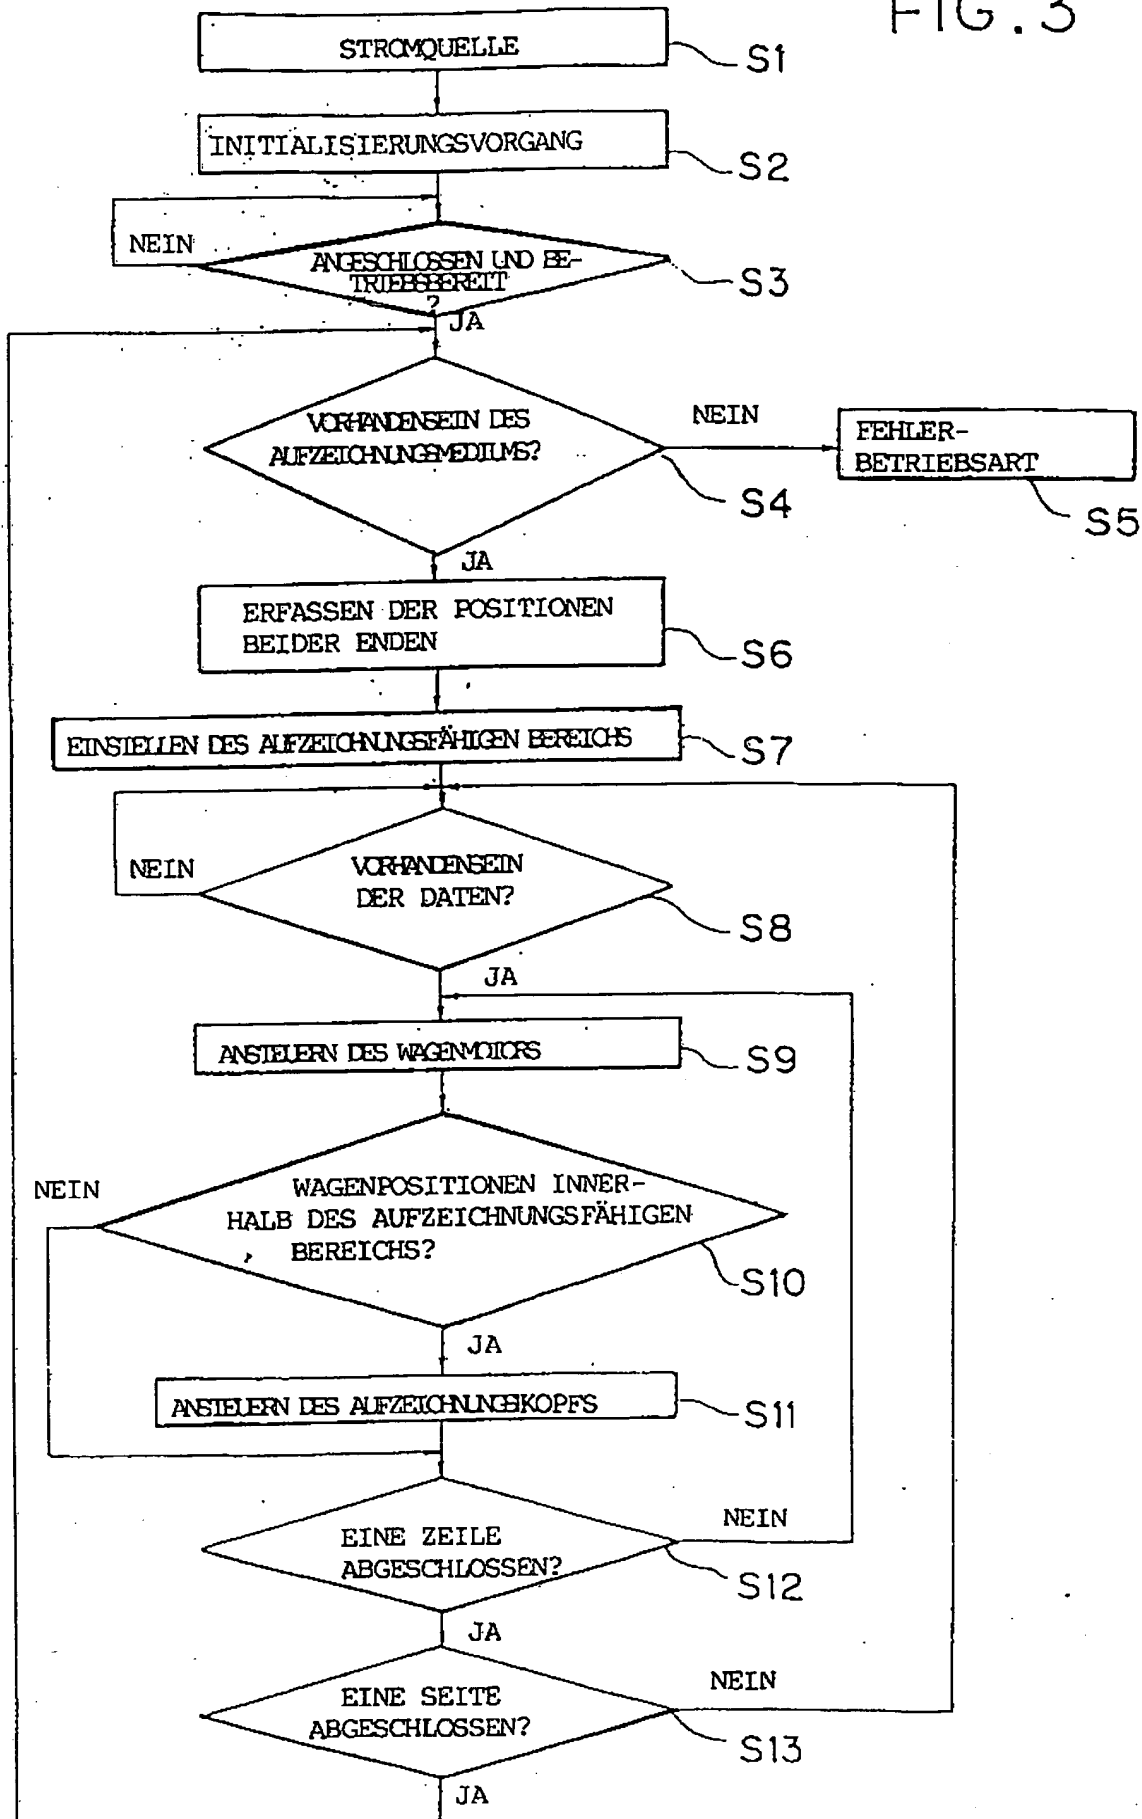 FIG. 3
STROMQUELLE
S1
INITIALISIERUNGSVORGANG
S2
NEIN
ANGESCHLOSSEN UND BE-
TRIEBSBEREIT
?
S3
JA
VORHANDENSEIN DES
AUFZEICHNUNGSMEDIUMS?
S4
NEIN
FEHLER-
BETRIEBSART
S5
JA
ERFASSEN DER POSITIONEN
BEIDER ENDEN
S6
EINSTELLEN DES AUFZEICHNUNGSFÄHIGEN BEREICHS
S7
NEIN
VORHANDENSEIN
DER DATEN?
S8
JA
ANSTEUERN DES WAGENMOTORS
S9
NEIN
WAGENPOSITIONEN INNER-
HALB DES AUFZEICHNUNGSFÄHIGEN
BEREICHS?
S10
JA
ANSTEUERN DES AUFZEICHNUNGSKOPFS
S11
EINE ZEILE
ABGESCHLOSSEN?
NEIN
S12
JA
EINE SEITE
ABGESCHLOSSEN?
NEIN
S13
JA